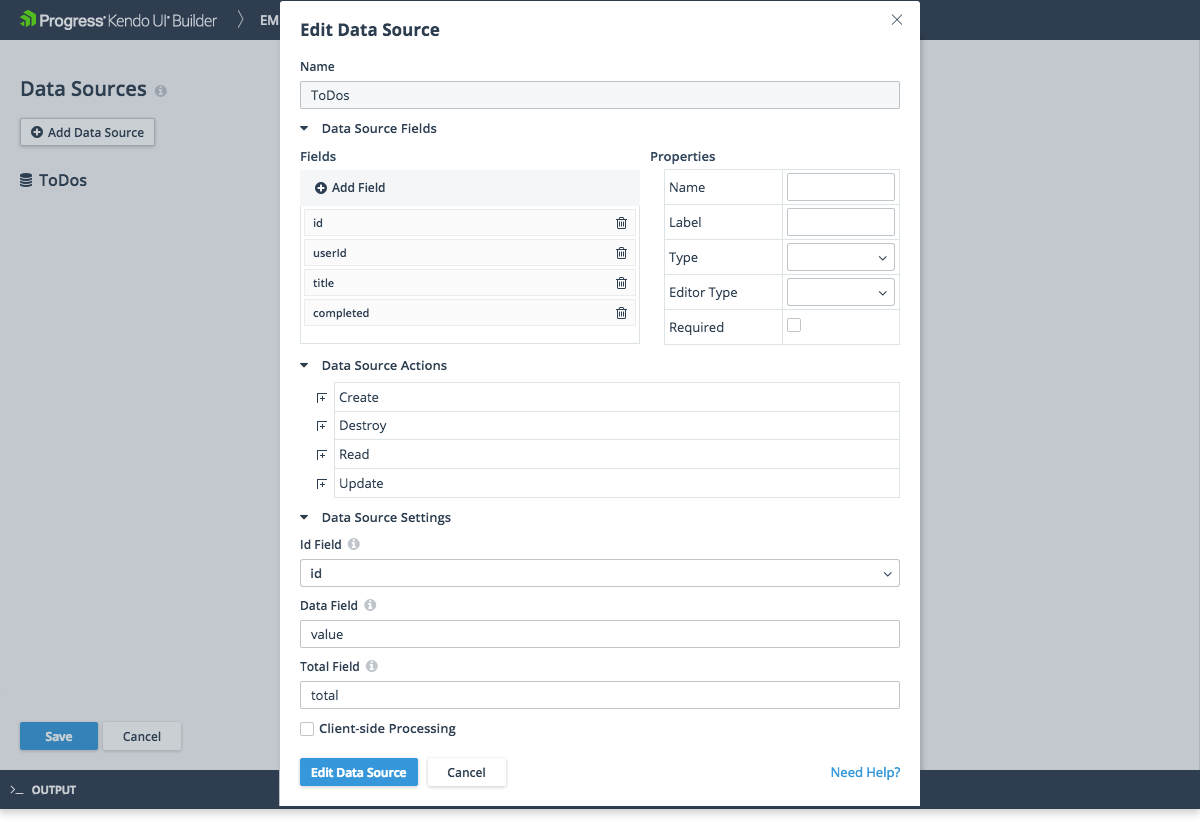 Progress® Kendo UI® Builder
EM
Edit Data Source
Name
ToDos
Data Sources
Add Data Source
ToDos
Data Source Fields
Fields
Properties
Add Field
id
userId
title
completed
Name
Label
Type
Editor Type
Required
Data Source Actions
Create
Destroy
Read
Update
Data Source Settings
Id Field
id
Data Field
value
Total Field
total
Client-side Processing
Save
Cancel
Edit Data Source
Cancel
Need Help?
>_ OUTPUT